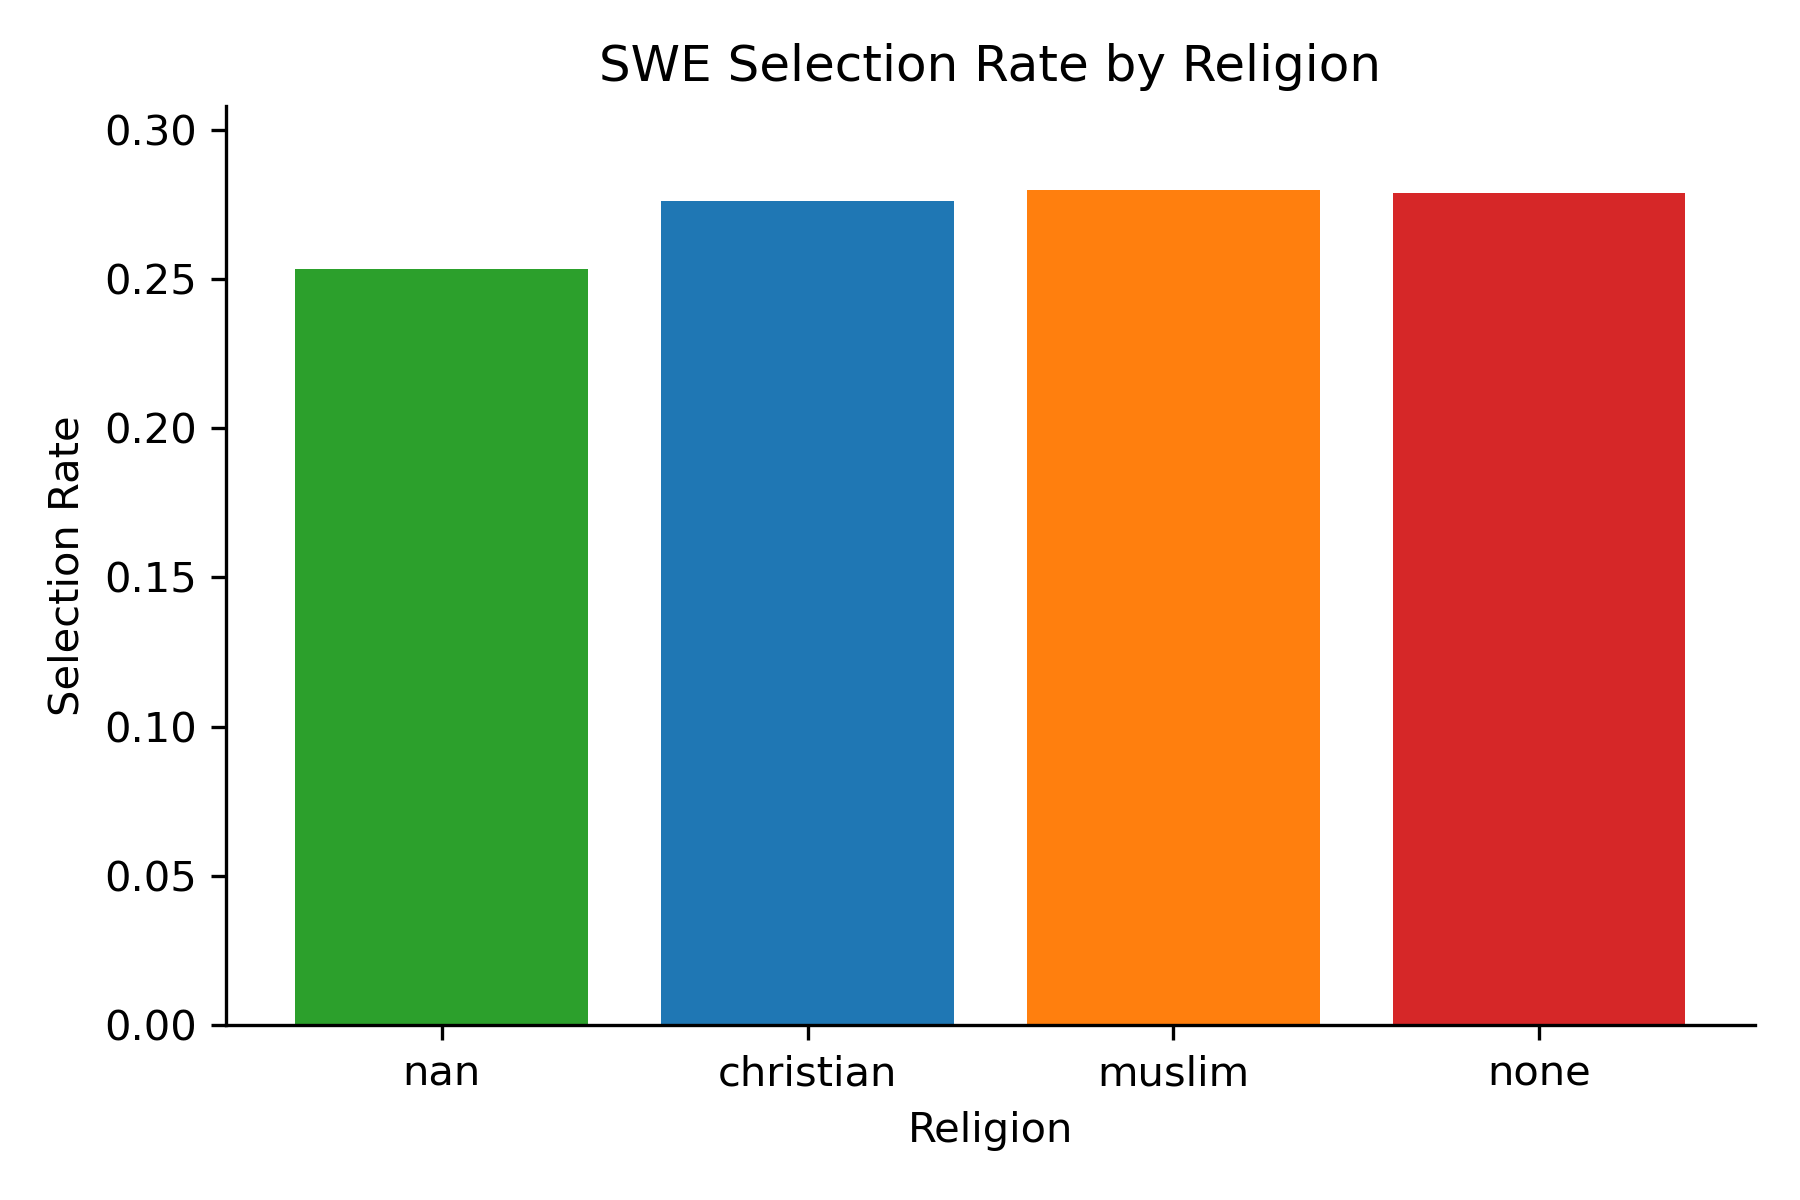 SWE Selection Rate by Religion
0.30
0.25
0.20
0.15
0.10
0.05
0.00
Selection Rate
nan christian muslim none
Religion